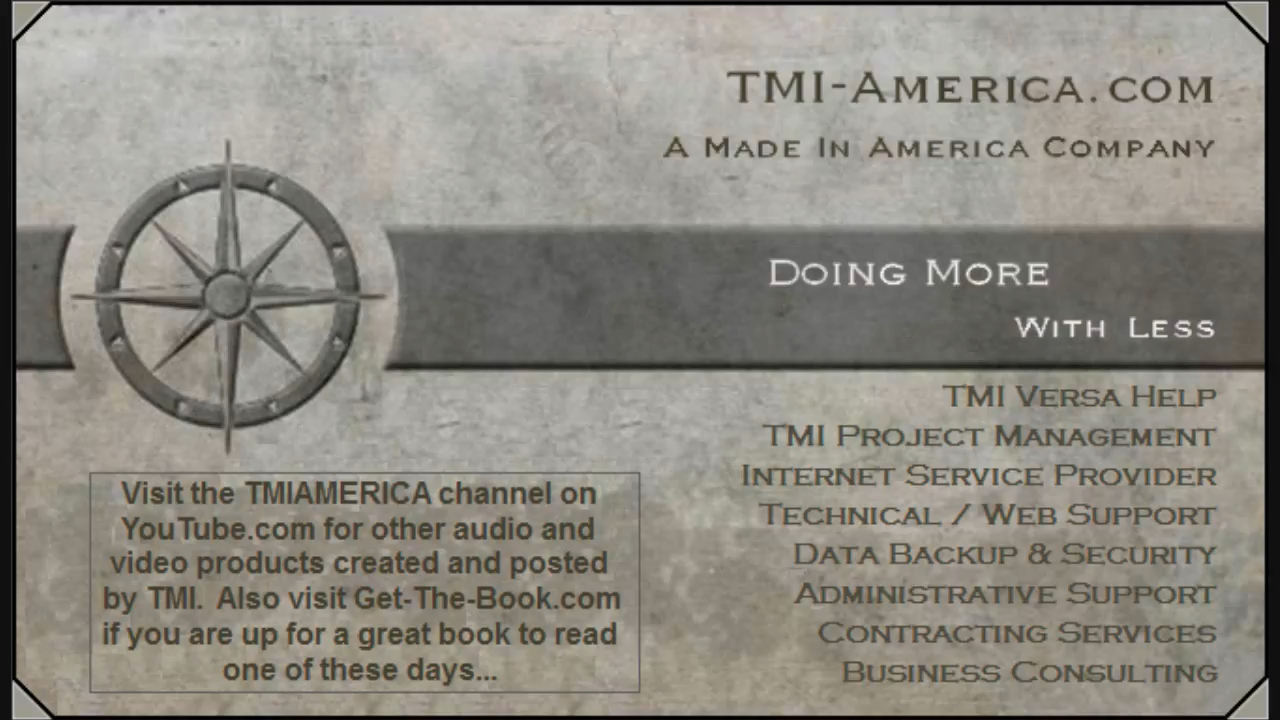 TMI-AMERICA.COM
A MADE IN AMERICA COMPANY
DOING MORE
WITH LESS
TMI VERSA HELP
TMI PROJECT MANAGEMENT
INTERNET SERVICE PROVIDER
TECHNICAL / WEB SUPPORT
DATA BACKUP & SECURITY
ADMINISTRATIVE SUPPORT
CONTRACTING SERVICES
BUSINESS CONSULTING
Visit the TMIAMERICA channel on
YouTube.com for other audio and
video products created and posted
by TMI. Also visit Get-The-Book.com
if you are up for a great book to read
one of these days...